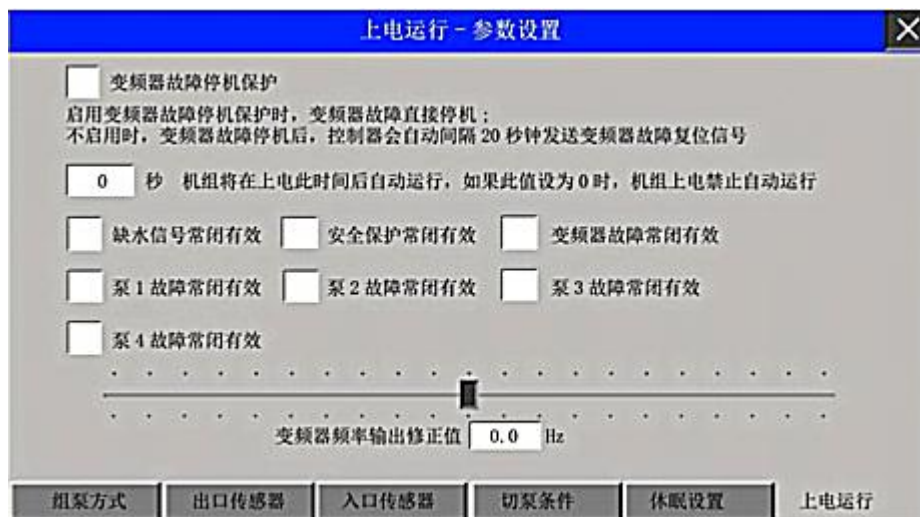 上电运行-参数设置
变频器故障停机保护
启用变频器故障停机保护时，变频器故障直接停机；
不启用时，变频器故障停机后，控制器会自动间隔 20 秒钟发送变频器故障复位信号
0 秒 机组将在上电此时间后自动运行，如果此值设为 0 时，机组上电禁止自动运行
缺水信号常闭有效 安全保护常闭有效 变频器故障常闭有效
泵 1 故障常闭有效 泵 2 故障常闭有效 泵 3 故障常闭有效
泵 4 故障常闭有效
变频器频率输出修正值 0.0 Hz
组泵方式 出口传感器 入口传感器 切泵条件 休眠设置 上电运行